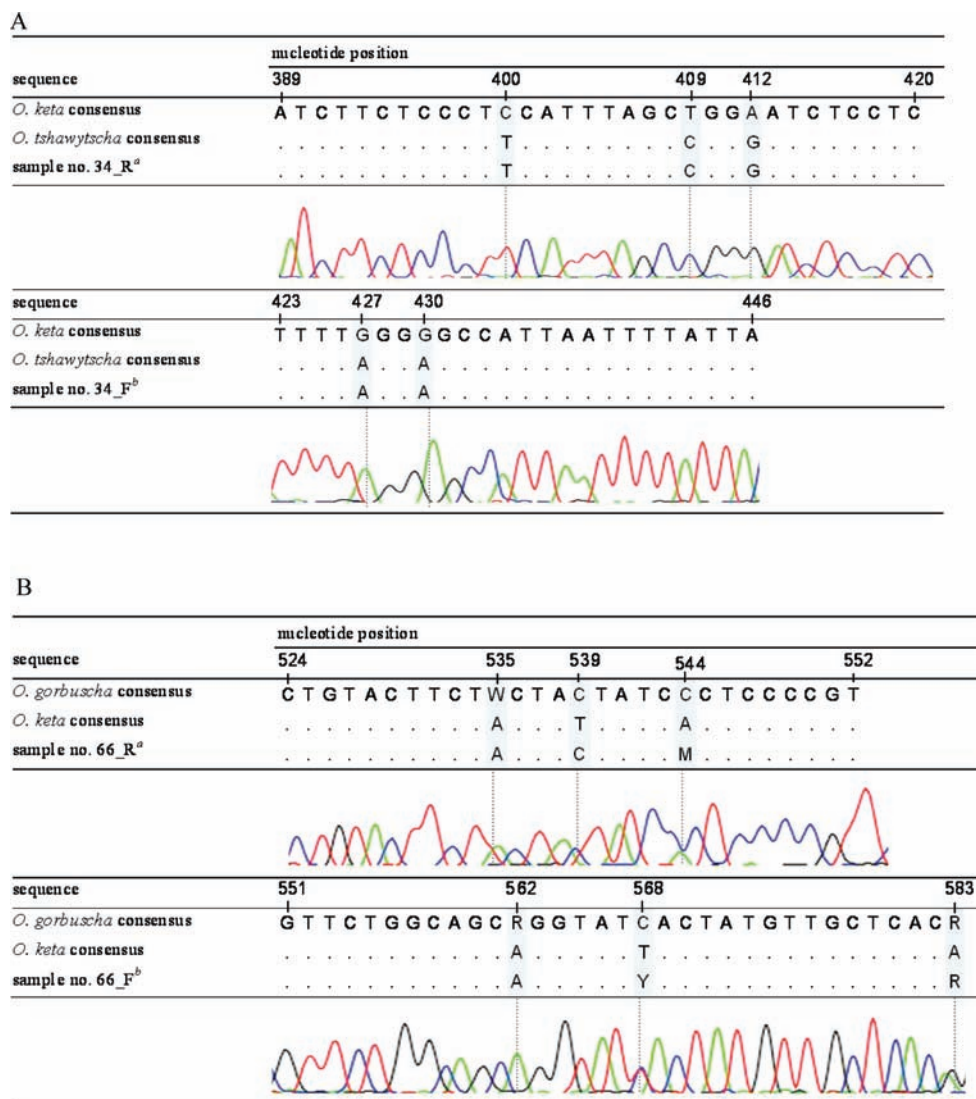 A
nucleotide position
sequence 389 400 409 412 420
O. keta consensus A T C T T C T C C C T C C A T T T A G C T G G A A T C T C C T C
O. tshawytscha consensus . . . . . . . . . . . T . . . . . . . . C . . G . . . . . . . .
sample no. 34_Rᵃ . . . . . . . . . . . T . . . . . . . . C . . G . . . . . . . .
sequence 423 427 430 446
O. keta consensus T T T T G G G G G C C A T T A A T T T T A T T A
O. tshawytscha consensus . . . . A . . A . . . . . . . . . . . . . . . .
sample no. 34_Fᵇ . . . . A . . A . . . . . . . . . . . . . . . .
B
nucleotide position
sequence 524 535 539 544 552
O. gorbuscha consensus C T G T A C T T C T W C T A C T A T C C C T C C C C G T
O. keta consensus . . . . . . . . . . A . . . T . . . . A . . . . . . . .
sample no. 66_Rᵃ . . . . . . . . . . A . . . C . . . . M . . . . . . . .
sequence 551 562 568 583
O. gorbuscha consensus G T T C T G G C A G C R G G T A T C A C T A T G T T G C T C A C R
O. keta consensus . . . . . . . . . . . A . . . . . T . . . . . . . . . . . . . . A
sample no. 66_Fᵇ . . . . . . . . . . . A . . . . . Y . . . . . . . . . . . . . . R